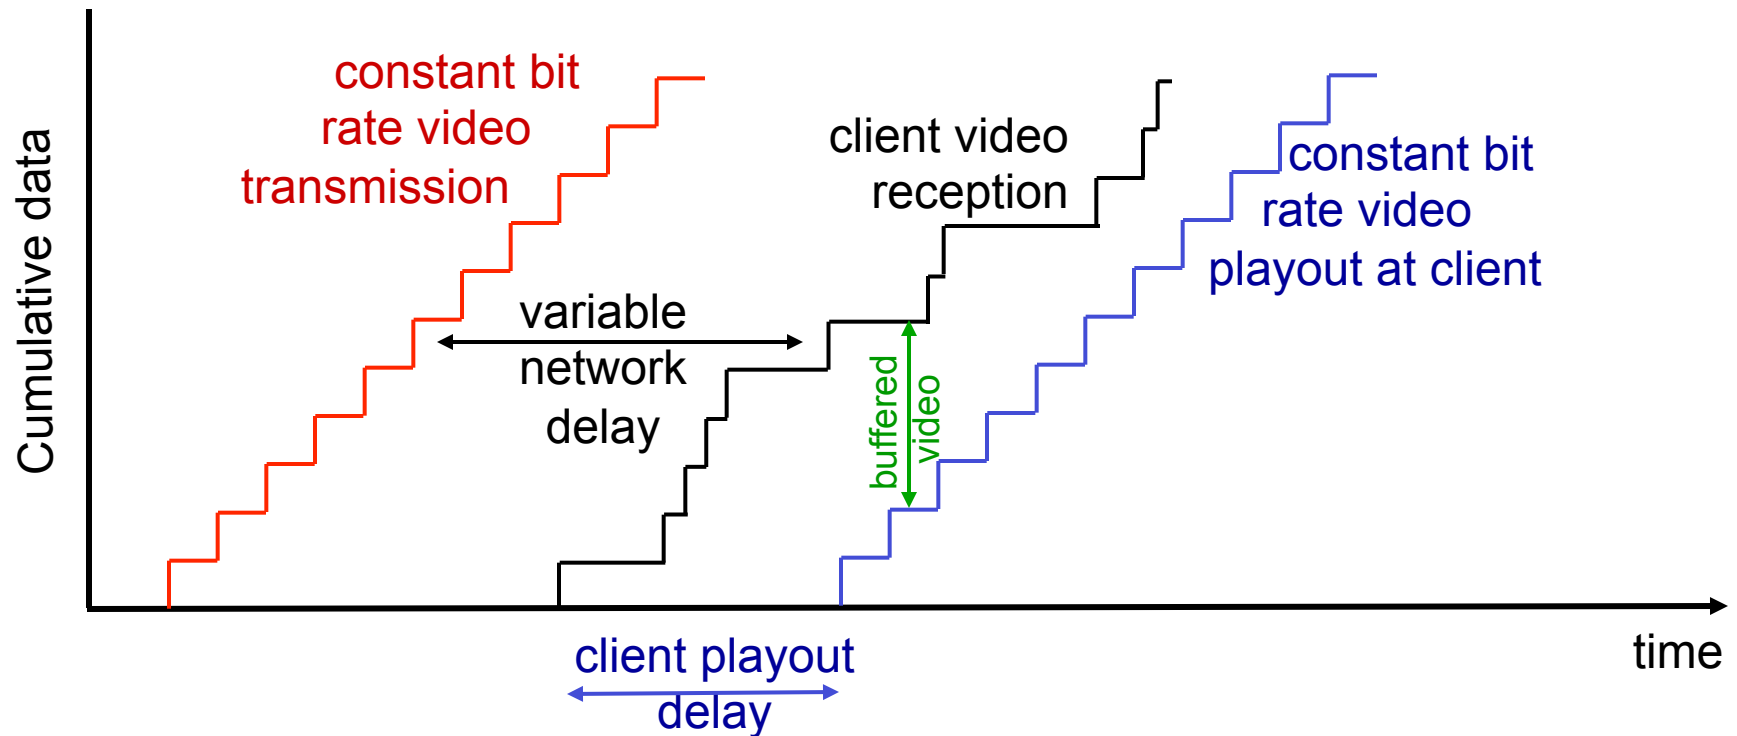 constant bit
rate video
transmission
Cumulative data
variable
network
delay
client video
reception
buffered
video
constant bit
rate video
playout at client
time
client playout
delay